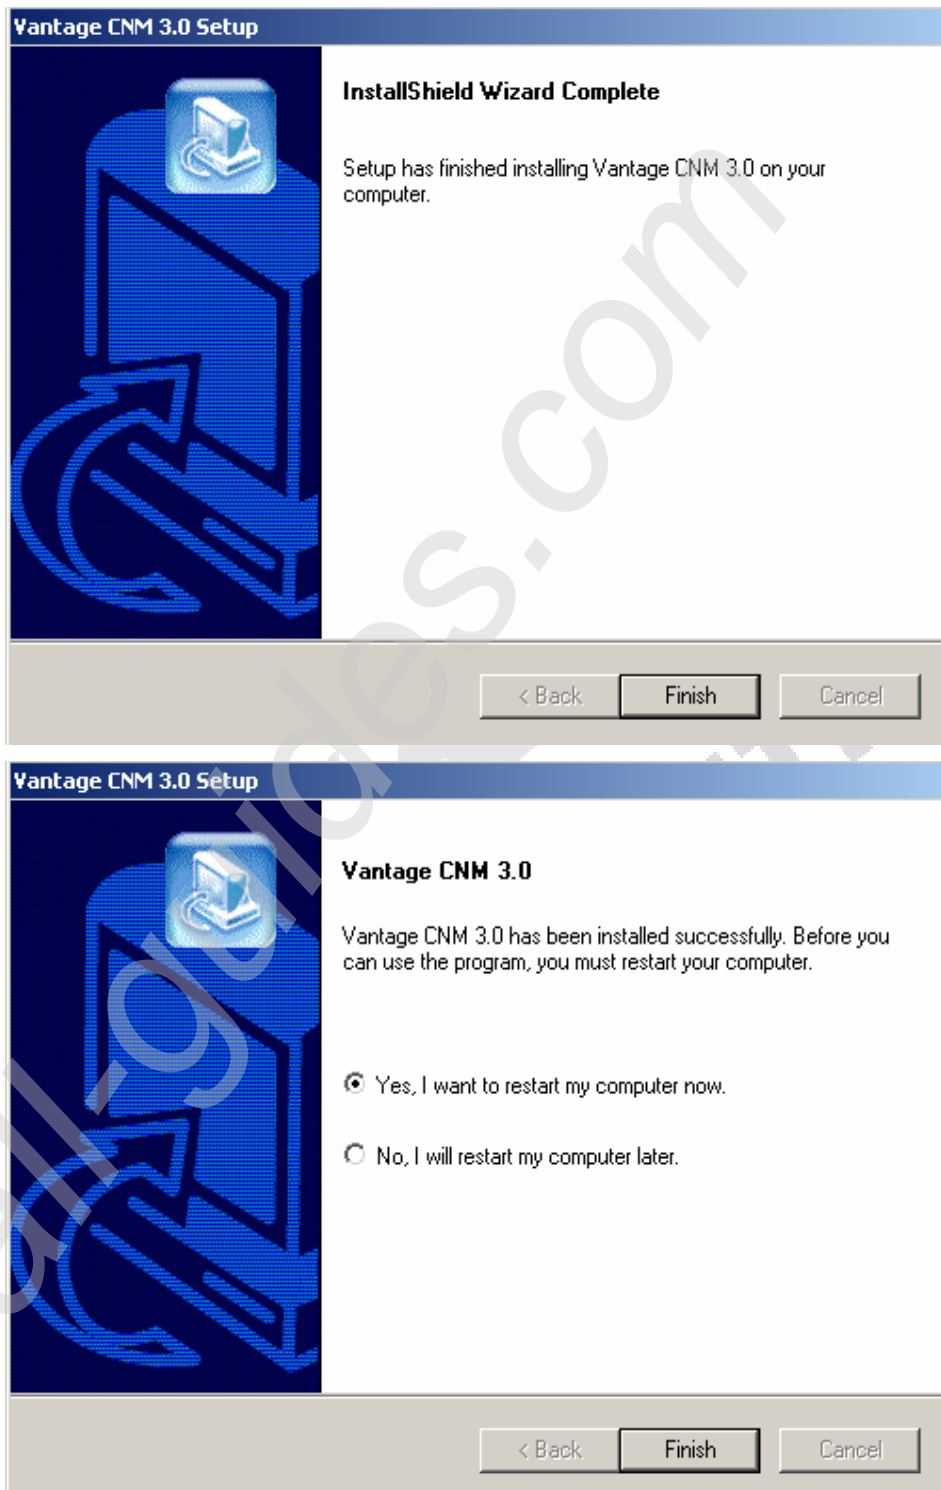 Vantage CNM 3.0 Setup
InstallShield Wizard Complete
Setup has finished installing Vantage CNM 3.0 on your
computer.
< Back
Finish
Cancel
Vantage CNM 3.0 Setup
Vantage CNM 3.0
Vantage CNM 3.0 has been installed successfully. Before you
can use the program, you must restart your computer.
Yes, I want to restart my computer now.
No, I will restart my computer later.
< Back
Finish
Cancel
all-guides.com